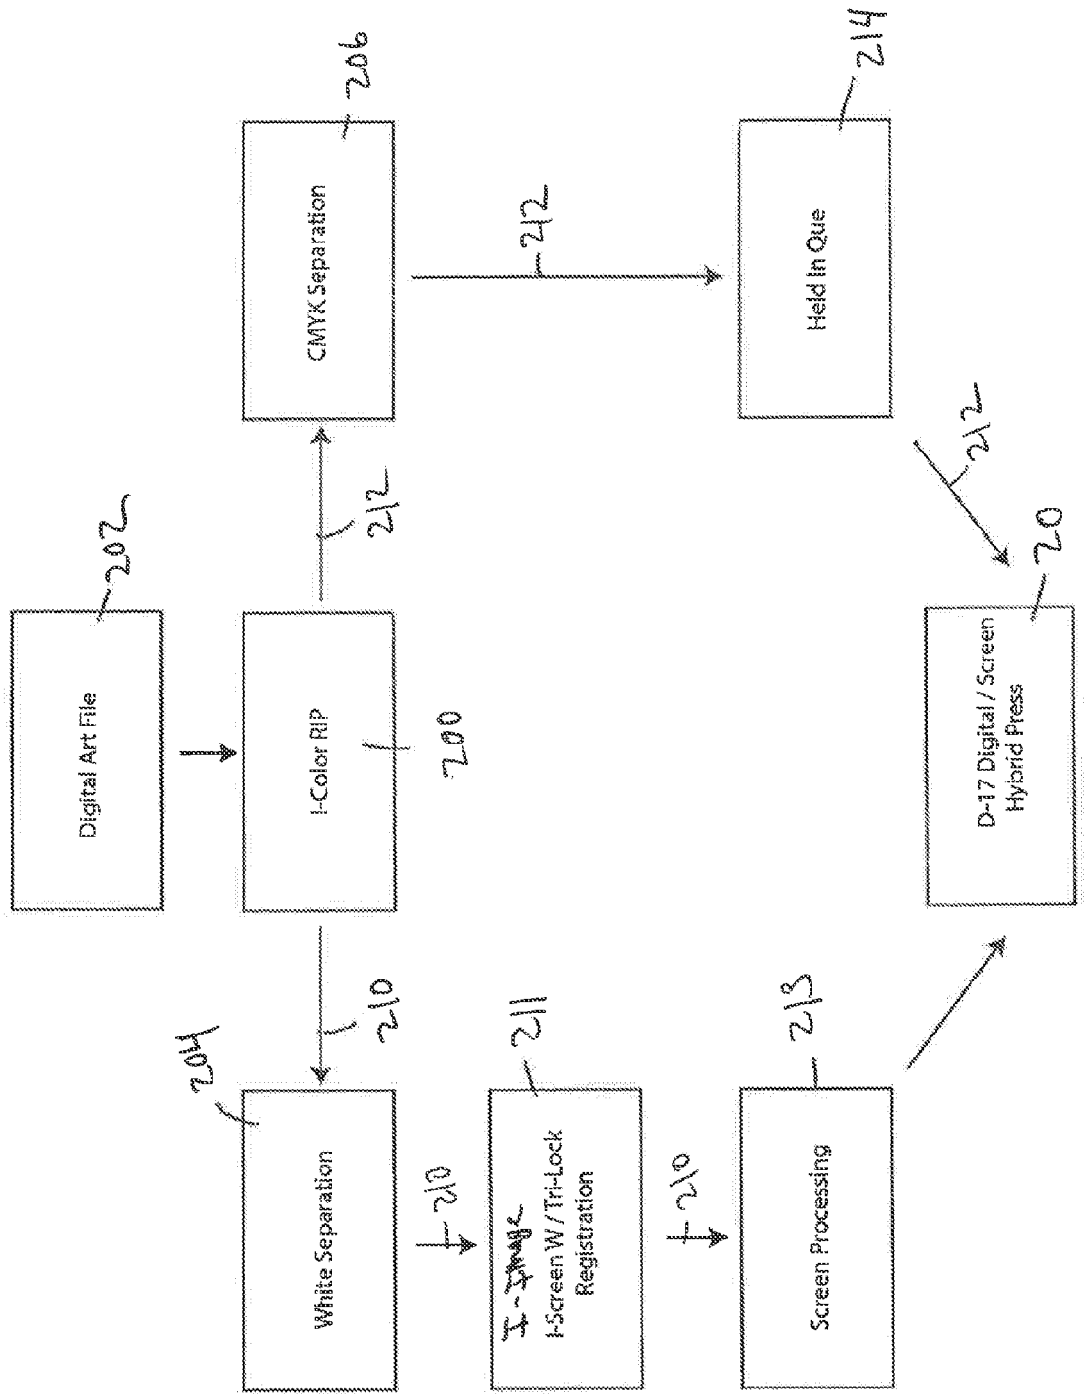 Digital Art File
202
I-Color RIP
200
210
212
White Separation
204
CMYK Separation
206
210
212
I-Image
I-Screen W / Tri-Lock
Registration
211
210
Screen Processing
213
Held In Que
214
212
D-17 Digital / Screen
Hybrid Press
20